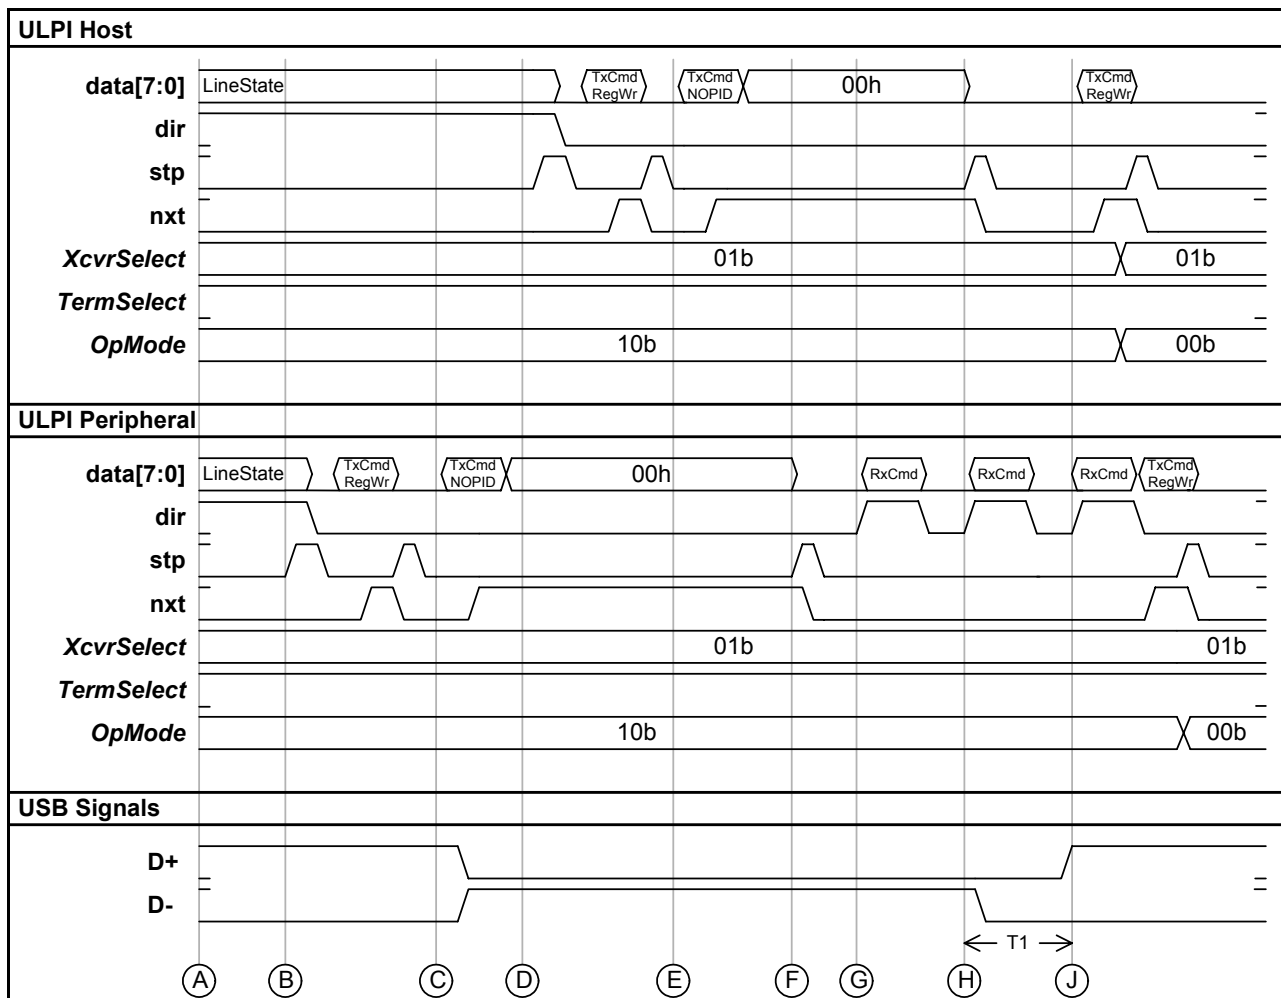 ULPI Host
data[7:0] LineState TxCmd RegWr TxCmd NOPID 00h TxCmd RegWr
dir
stp
nxt
XcvrSelect 01b 01b
TermSelect
OpMode 10b 00b
ULPI Peripheral
data[7:0] LineState TxCmd RegWr TxCmd NOPID 00h RxCmd RxCmd RxCmd TxCmd RegWr
dir
stp
nxt
XcvrSelect 01b 01b
TermSelect
OpMode 10b 00b
USB Signals
D+
D-
T1
A B C D E F G H J